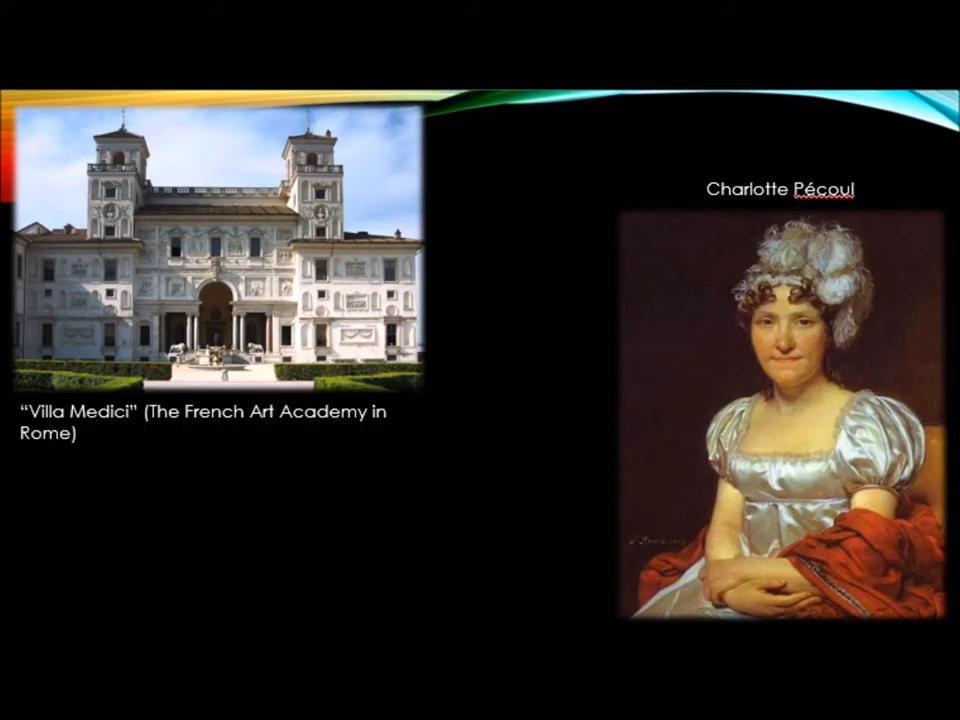 Charlotte Pécoul
“Villa Medici” (The French Art Academy in
Rome)